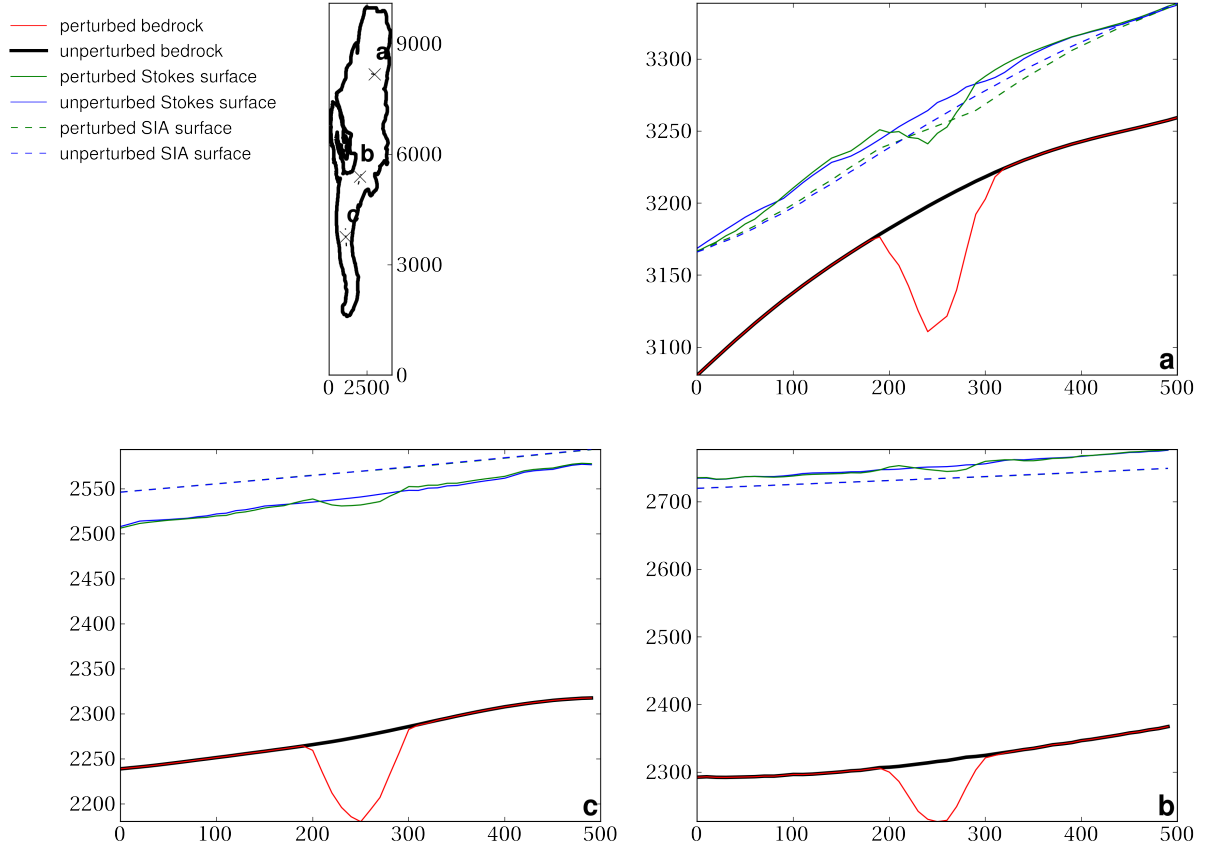 perturbed bedrock
unperturbed bedrock
perturbed Stokes surface
unperturbed Stokes surface
perturbed SIA surface
unperturbed SIA surface
a
b
c
9000
6000
3000
0
0 2500
3300
3250
3200
3150
3100
0 100 200 300 400 500
a
2550
2500
2450
2400
2350
2300
2250
2200
0 100 200 300 400 500
c
2700
2600
2700
2400
2300
0 100 200 300 400 500
b